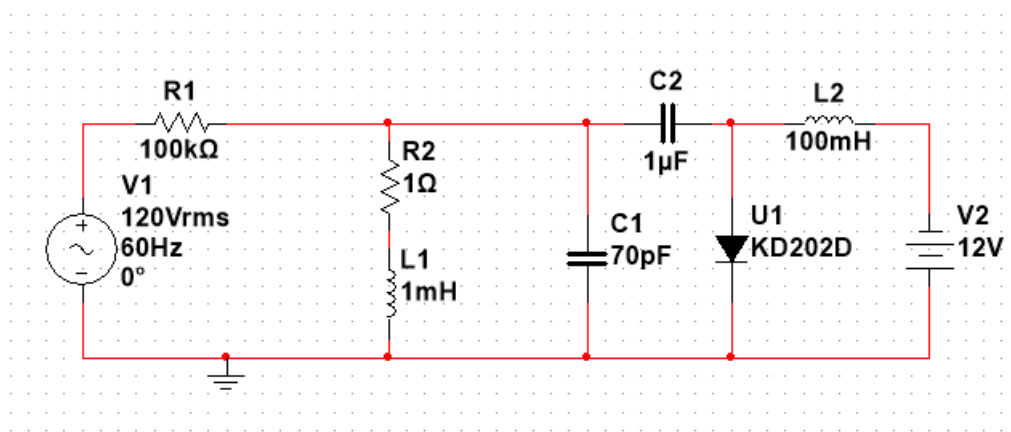 R1
100kΩ
V1
120Vrms
60Hz
0°
R2
1Ω
L1
1mH
C1
70pF
C2
1µF
U1
KD202D
L2
100mH
V2
12V